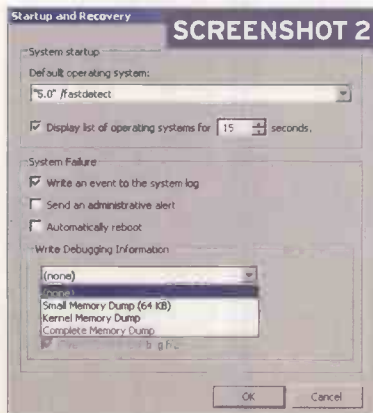 Startup and Recovery
SCREENSHOT 2
System startup
Default operating system:
"5.0" /fastdetect
Display list of operating systems for 15 seconds.
System Failure
Write an event to the system log
Send an administrative alert
Automatically reboot
Write Debugging Information
(none)
(none)
Small Memory Dump (64 KB)
Kernel Memory Dump
Complete Memory Dump
OK
Cancel